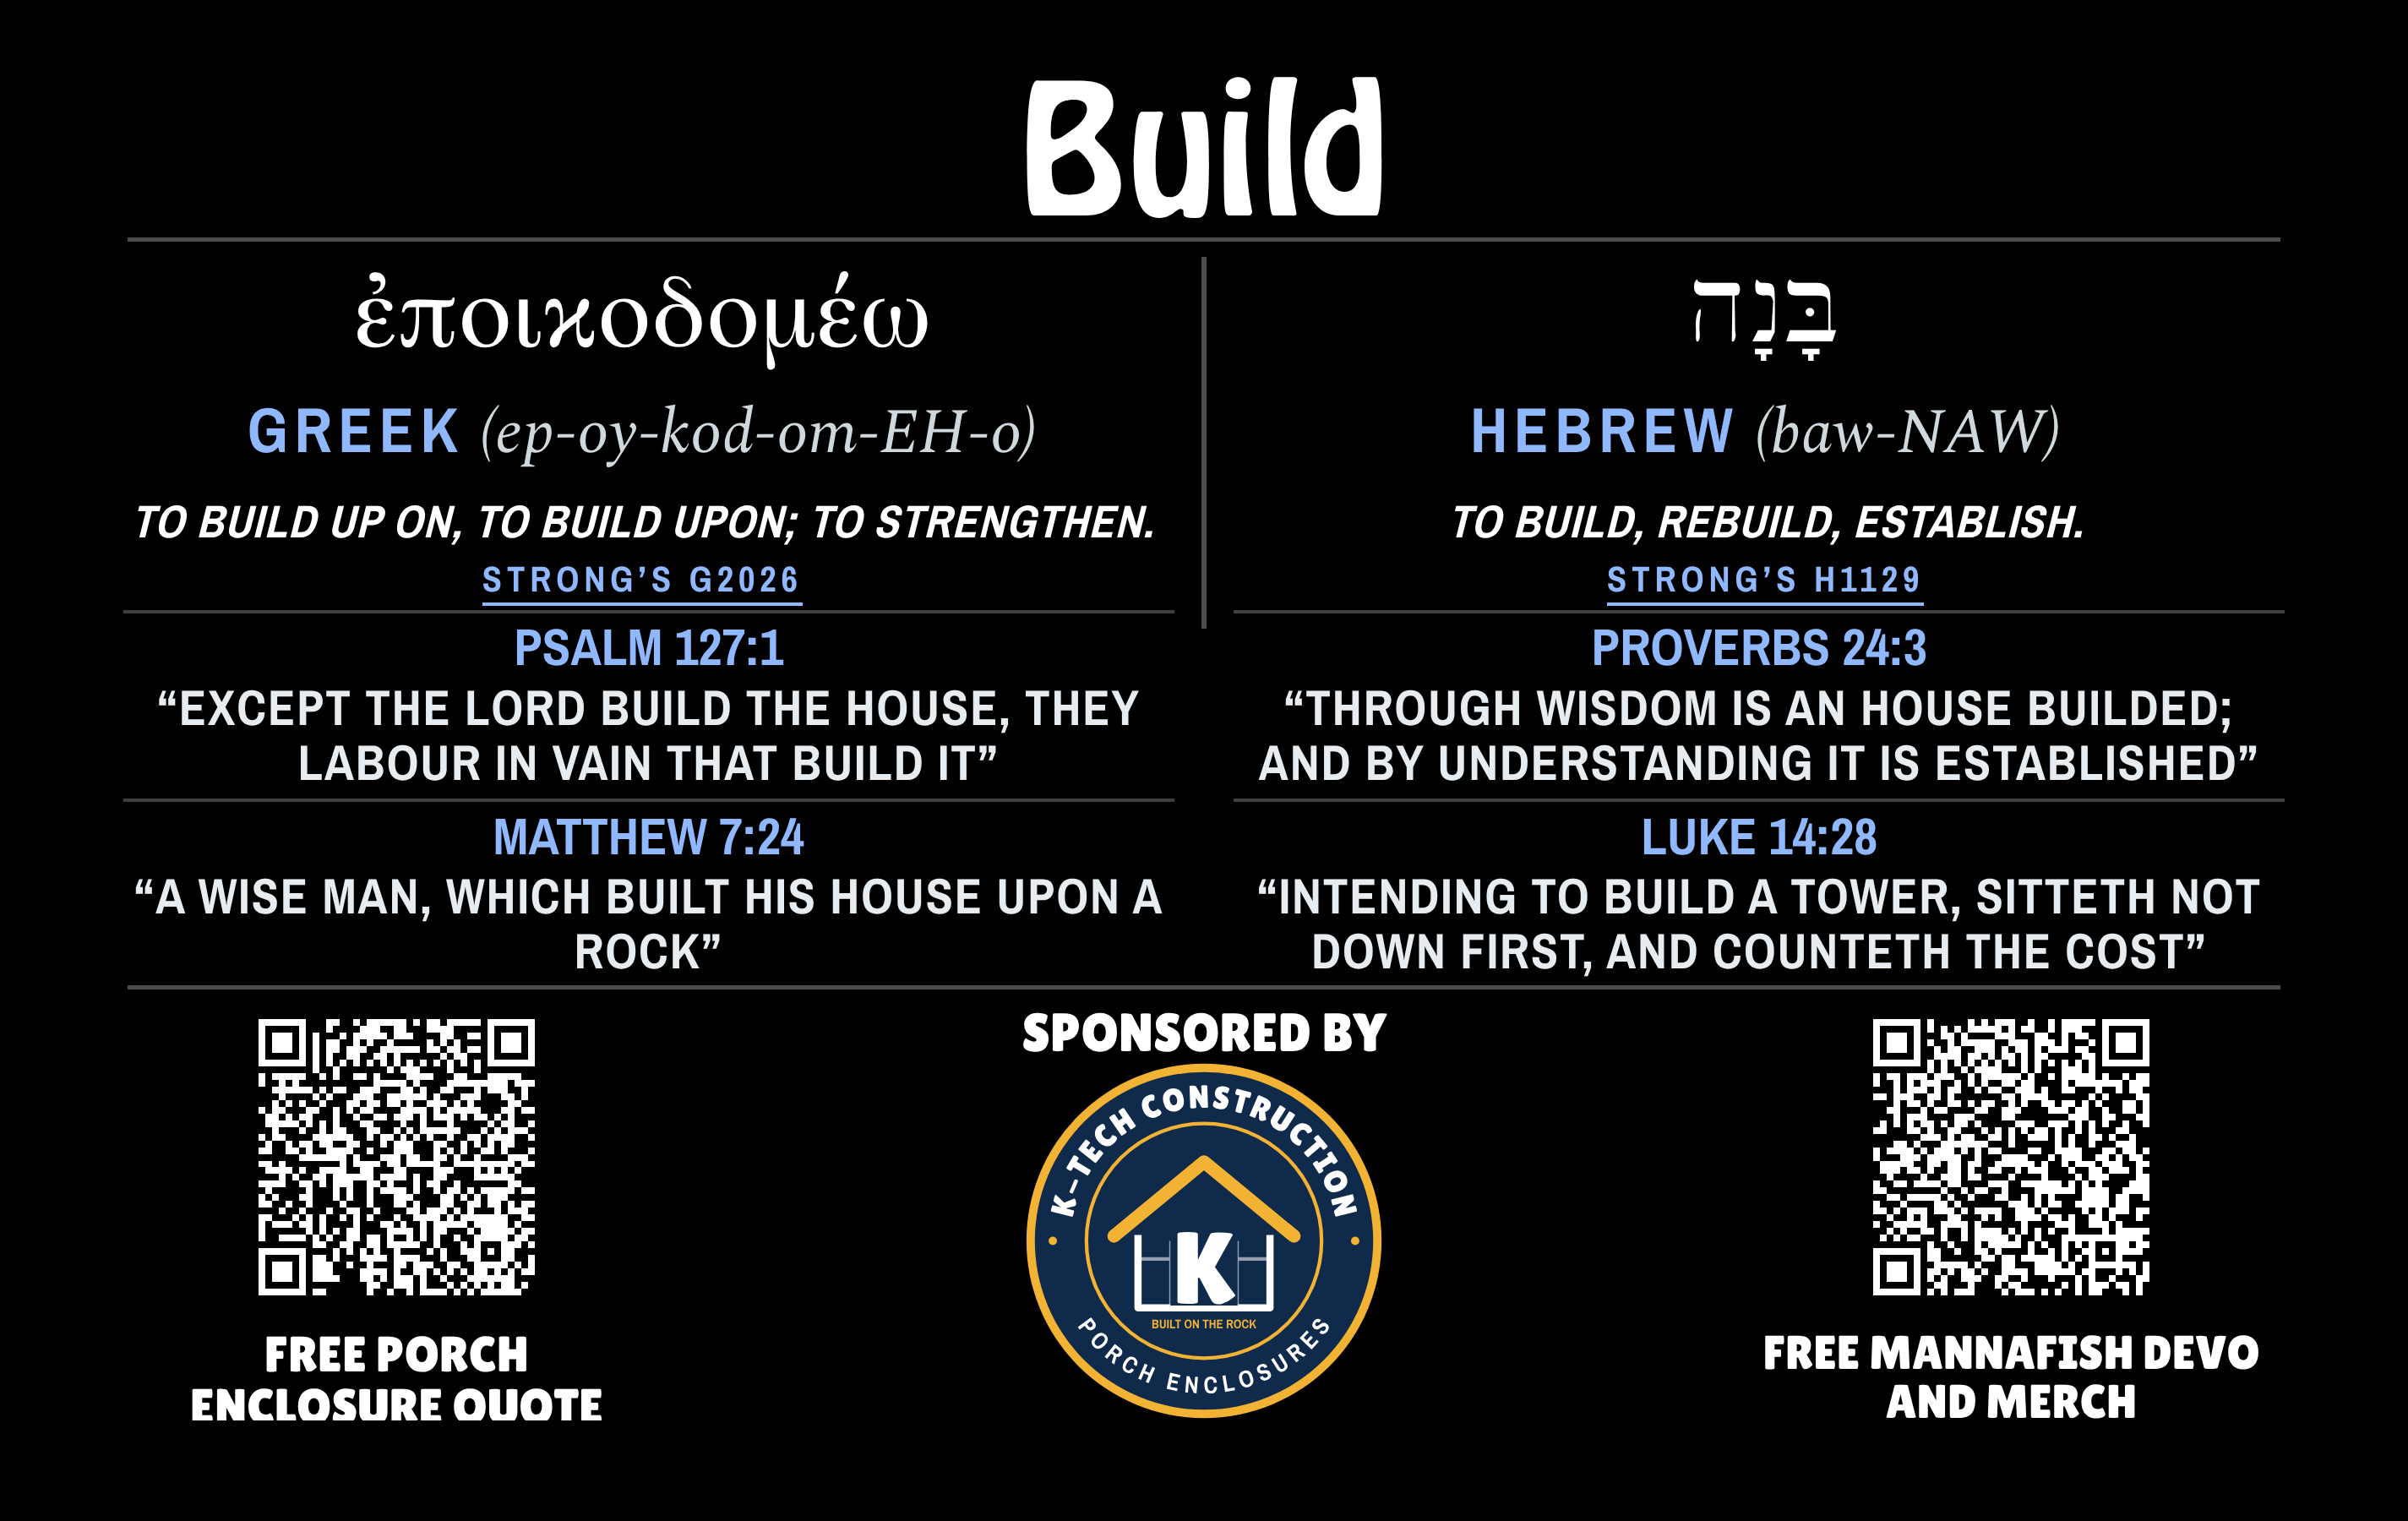 Build
ἐποικοδομέω
GREEK (ep-oy-kod-om-EH-o)
TO BUILD UP ON, TO BUILD UPON; TO STRENGTHEN.
STRONG’S G2026
בָּנָה
HEBREW (baw-NAW)
TO BUILD, REBUILD, ESTABLISH.
STRONG’S H1129
PSALM 127:1
“EXCEPT THE LORD BUILD THE HOUSE, THEY
LABOUR IN VAIN THAT BUILD IT”
PROVERBS 24:3
“THROUGH WISDOM IS AN HOUSE BUILDED;
AND BY UNDERSTANDING IT IS ESTABLISHED”
MATTHEW 7:24
“A WISE MAN, WHICH BUILT HIS HOUSE UPON A
ROCK”
LUKE 14:28
“INTENDING TO BUILD A TOWER, SITTETH NOT
DOWN FIRST, AND COUNTETH THE COST”
FREE PORCH
ENCLOSURE QUOTE
SPONSORED BY
K-TECH CONSTRUCTION
K
BUILT ON THE ROCK
PORCH ENCLOSURES
FREE MANNAFISH DEVO
AND MERCH